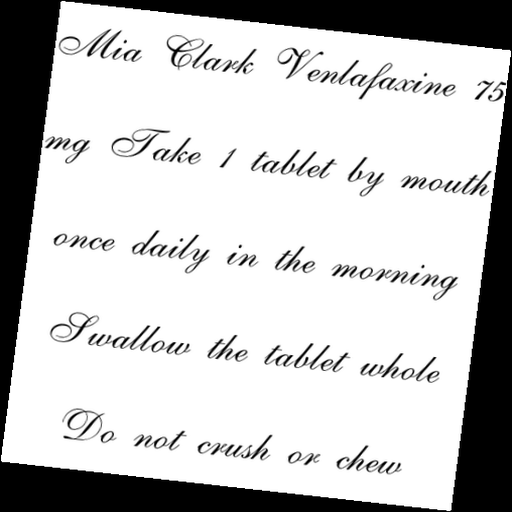 Mia Clark Venlafaxine 75
mg Take 1 tablet by mouth
once daily in the morning
Swallow the tablet whole
Do not crush or chew